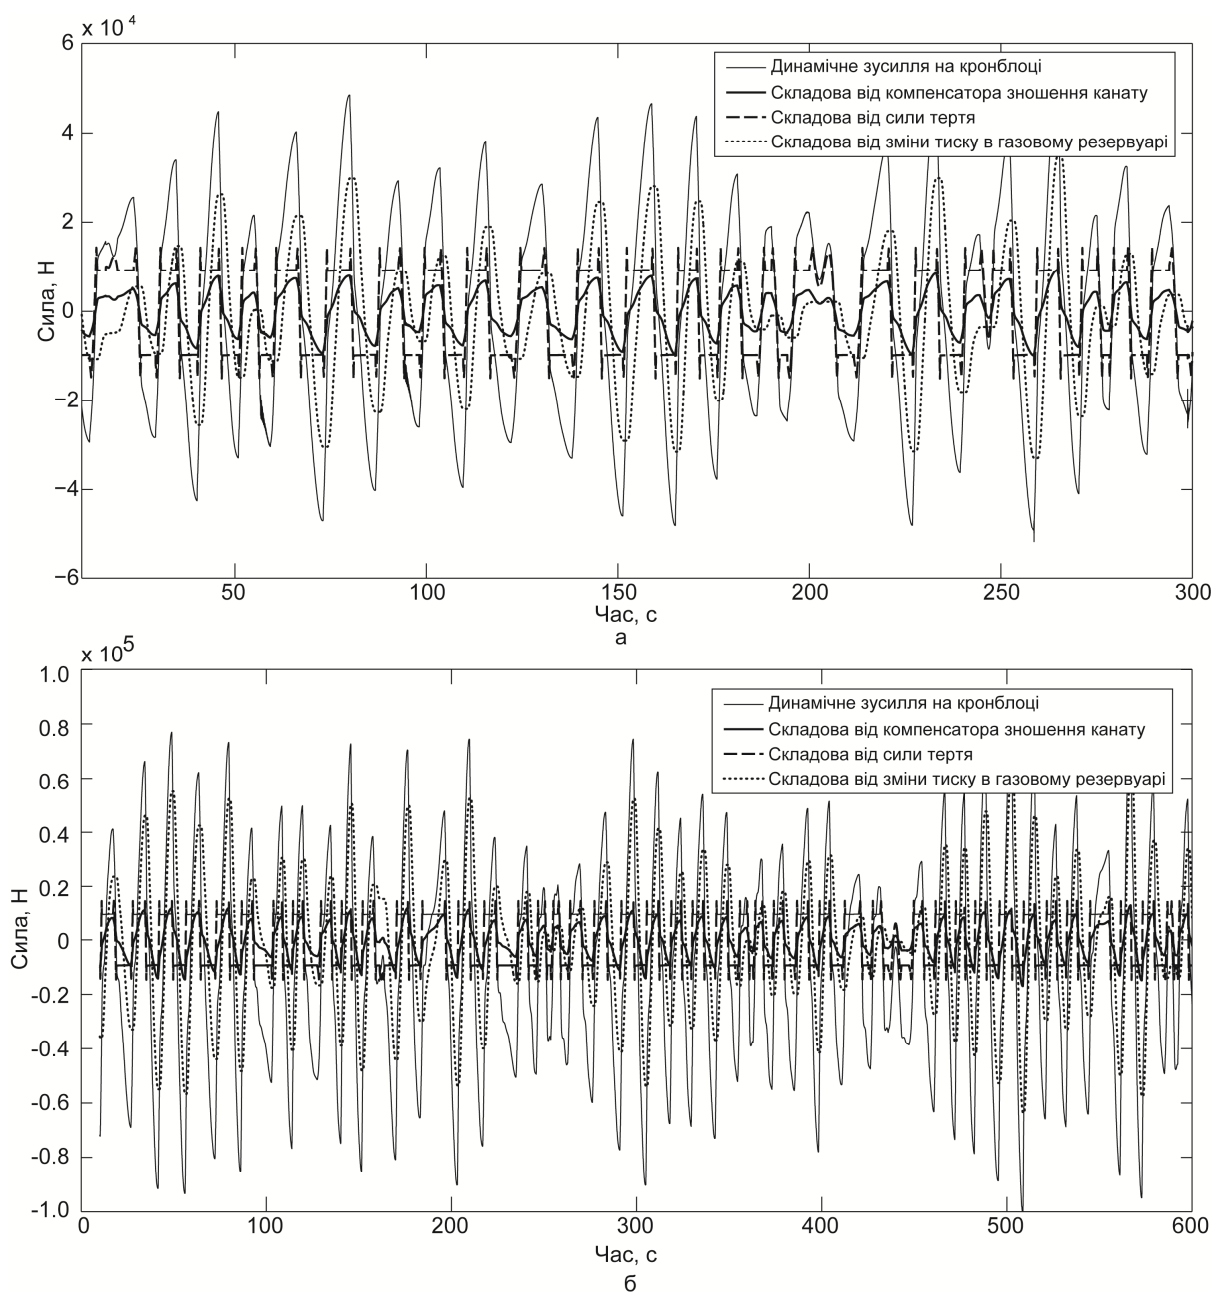 x 10⁴
6
4
2
0
−2
−4
−6
Сила, Н
Динамічне зусилля на кронблоці
Складова від компенсатора зношення канату
Складова від сили тертя
Складова від зміни тиску в газовому резервуарі
50 100 150 200 250 300
Час, с
а
x 10⁵
1.0
0.8
0.6
0.4
0.2
0
-0.2
-0.4
-0.6
-0.8
-1.0
Сила, Н
Динамічне зусилля на кронблоці
Складова від компенсатора зношення канату
Складова від сили тертя
Складова від зміни тиску в газовому резервуарі
0 100 200 300 400 500 600
Час, с
б